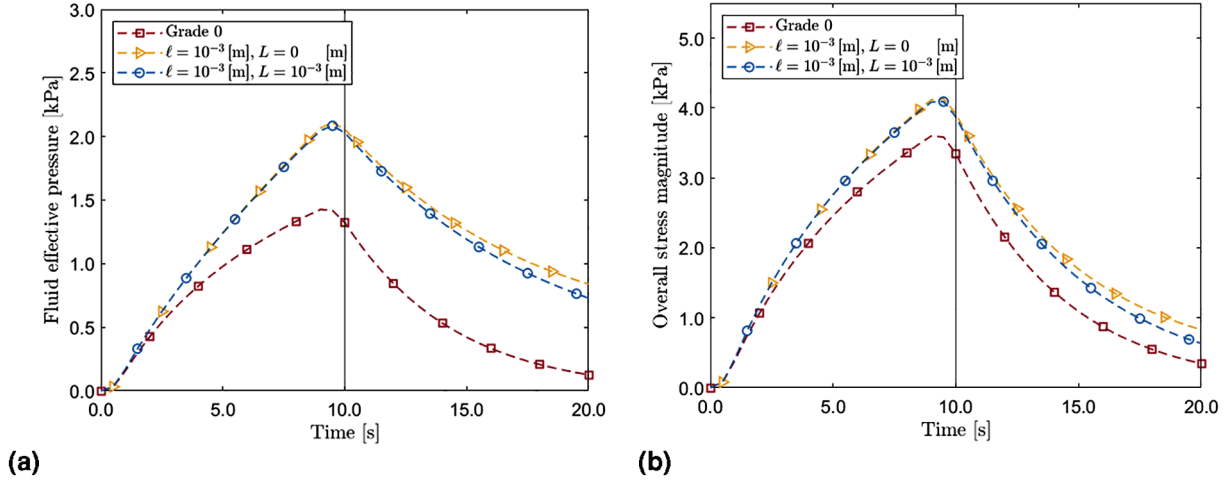 Grade 0
ℓ = 10⁻³ [m], L = 0 [m]
ℓ = 10⁻³ [m], L = 10⁻³ [m]
Fluid effective pressure [kPa]
3.0
2.5
2.0
1.5
1.0
0.5
0.0
0.0 5.0 10.0 15.0 20.0
Time [s]
(a)
Grade 0
ℓ = 10⁻³ [m], L = 0 [m]
ℓ = 10⁻³ [m], L = 10⁻³ [m]
Overall stress magnitude [kPa]
5.0
4.0
3.0
2.0
1.0
0.0
0.0 5.0 10.0 15.0 20.0
Time [s]
(b)